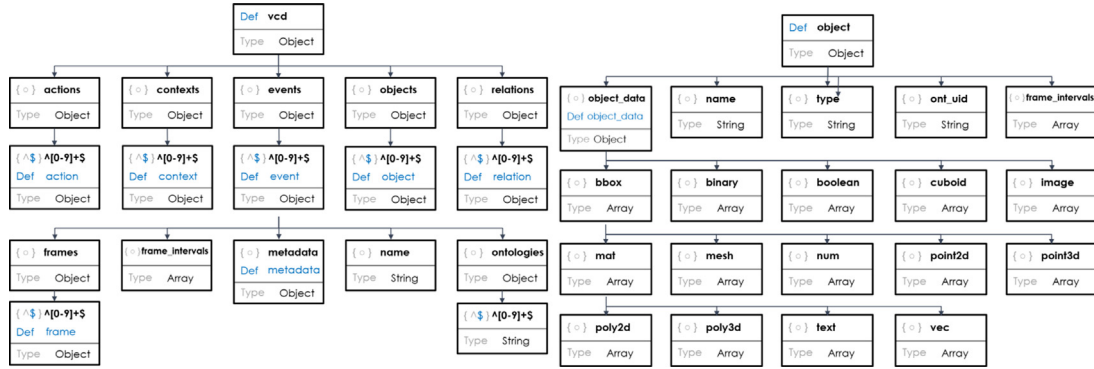 Def vcd
Type Object
{ ○ } actions
Type Object
{ ○ } contexts
Type Object
{ ○ } events
Type Object
{ ○ } objects
Type Object
{ ○ } relations
Type Object
{ ^$ } ^[0-9]+$
Def action
Type Object
{ ^$ } ^[0-9]+$
Def context
Type Object
{ ^$ } ^[0-9]+$
Def event
Type Object
{ ^$ } ^[0-9]+$
Def object
Type Object
{ ^$ } ^[0-9]+$
Def relation
Type Object
{ ○ } frames
Type Object
{ ○ } frame_intervals
Type Array
{ ○ } metadata
Def metadata
Type Object
{ ○ } name
Type String
{ ○ } ontologies
Type Object
{ ^$ } ^[0-9]+$
Def frame
Type Object
{ ^$ } ^[0-9]+$
Type String
Def object
Type Object
{ ○ } object_data
Def object_data
Type Object
{ ○ } name
Type String
{ ○ } type
Type String
{ ○ } ont_uid
Type String
{ ○ } frame_intervals
Type Array
{ ○ } bbox
Type Array
{ ○ } binary
Type Array
{ ○ } boolean
Type Array
{ ○ } cuboid
Type Array
{ ○ } image
Type Array
{ ○ } mat
Type Array
{ ○ } mesh
Type Array
{ ○ } num
Type Array
{ ○ } point2d
Type Array
{ ○ } point3d
Type Array
{ ○ } poly2d
Type Array
{ ○ } poly3d
Type Array
{ ○ } text
Type Array
{ ○ } vec
Type Array